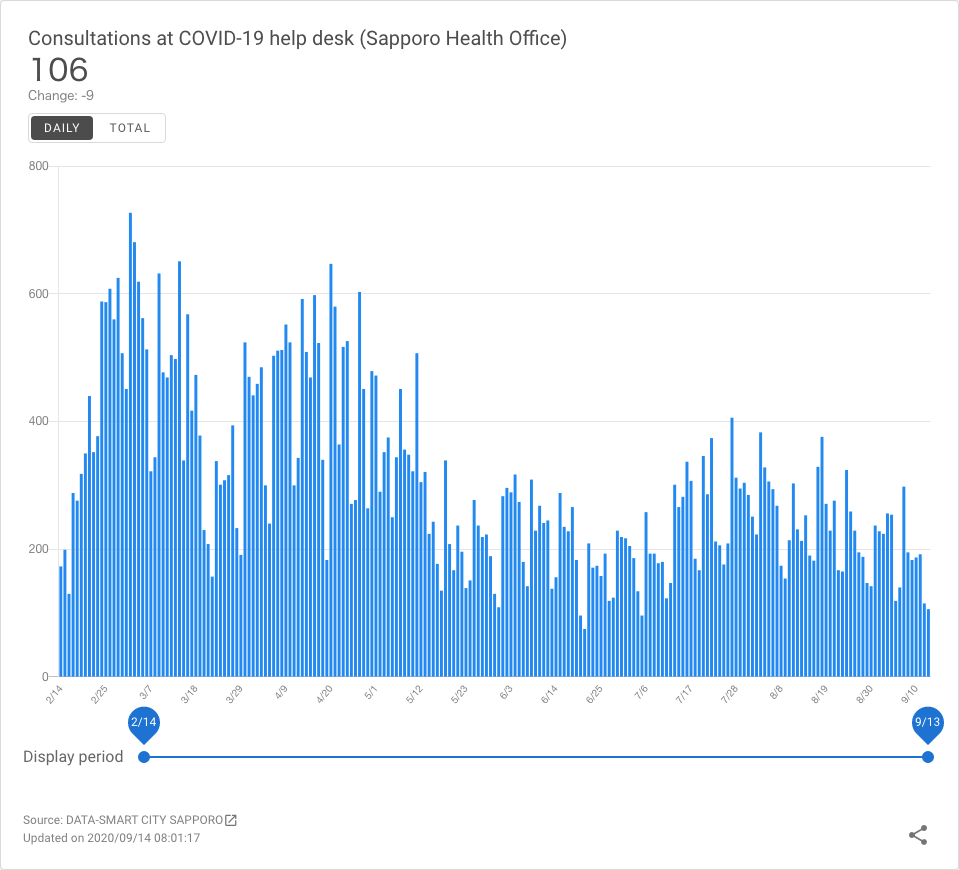 Consultations at COVID-19 help desk (Sapporo Health Office)
106
Change: -9
DAILY TOTAL
800
600
400
200
0
2/14 2/25 3/7 3/18 3/29 4/9 4/20 5/1 5/12 5/23 6/3 6/14 6/25 7/6 7/17 7/28 8/8 8/19 8/30 9/10
2/14 9/13
Display period
Source: DATA-SMART CITY SAPPORO
Updated on 2020/09/14 08:01:17